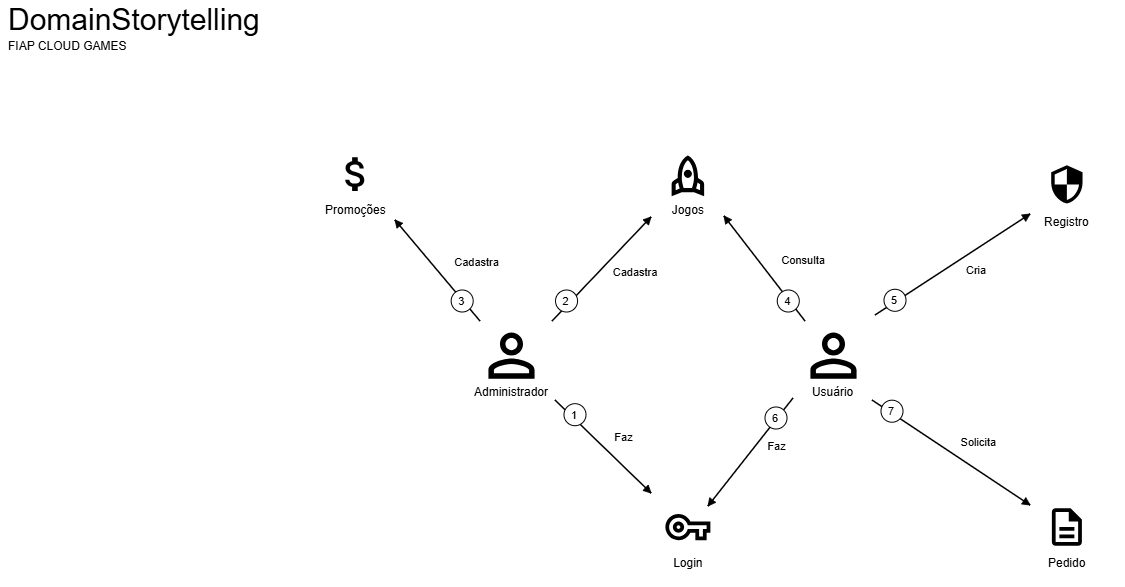 DomainStorytelling
FIAP CLOUD GAMES
Promoções
Jogos
Registro
Cadastra
Cadastra
Consulta
Cria
3
2
4
5
Administrador
Usuário
1
6
7
Faz
Faz
Solicita
Login
Pedido